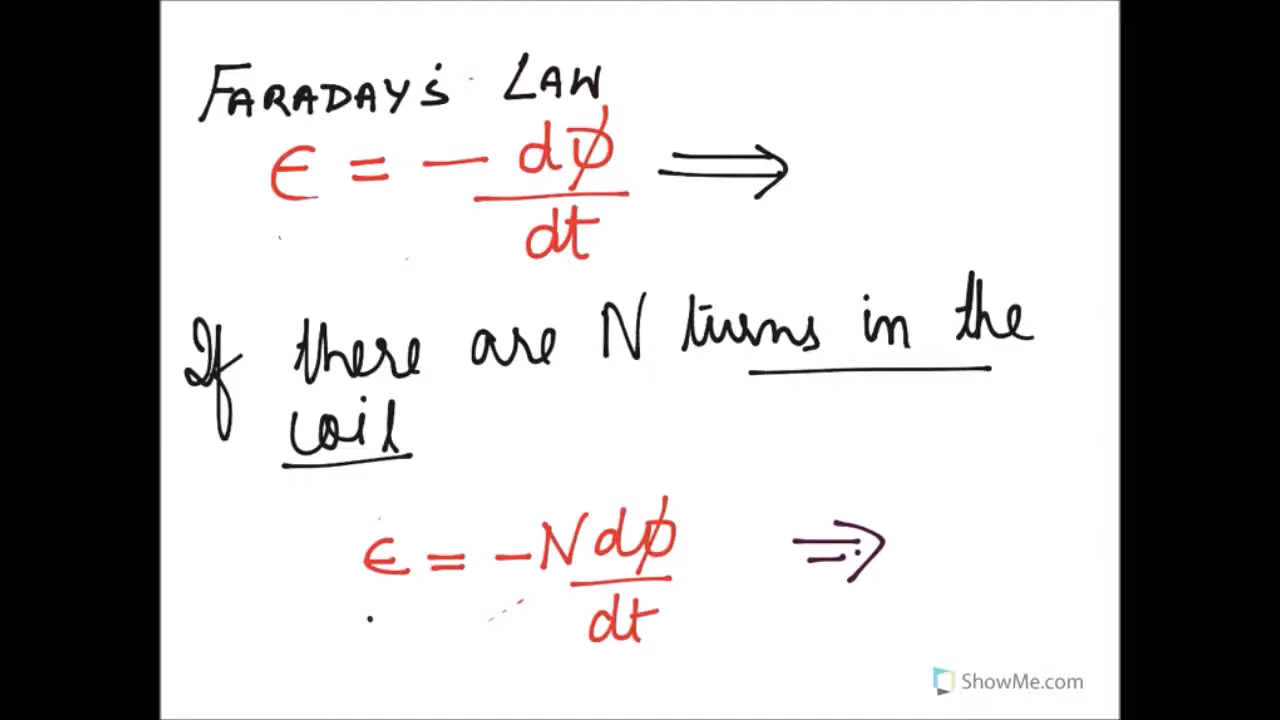 FARADAY'S LAW
ϵ = - dϕ/dt ⟹
If there are N turns in the
coil
ϵ = - N dϕ/dt ⇒
ShowMe.com